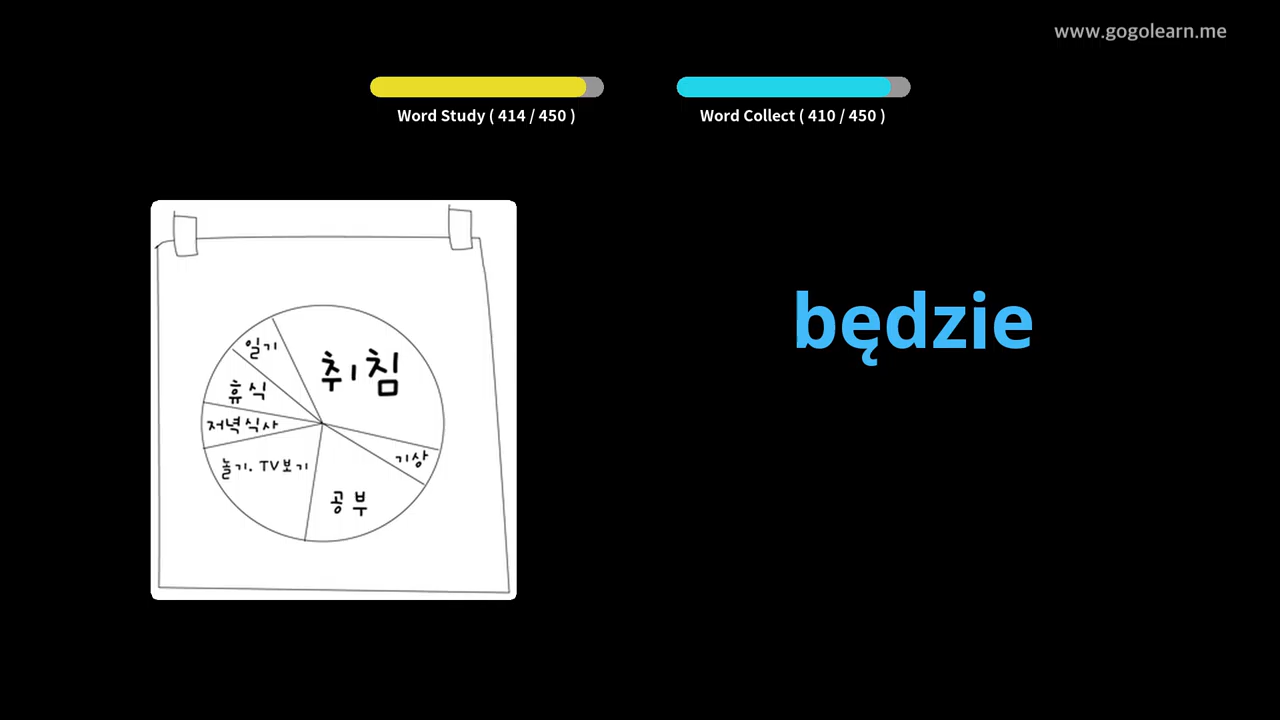 www.gogolearn.me
Word Study ( 414 / 450 )
Word Collect ( 410 / 450 )
będzie
일기
취침
휴식
저녁식사
놀기. TV보기
기상
공부